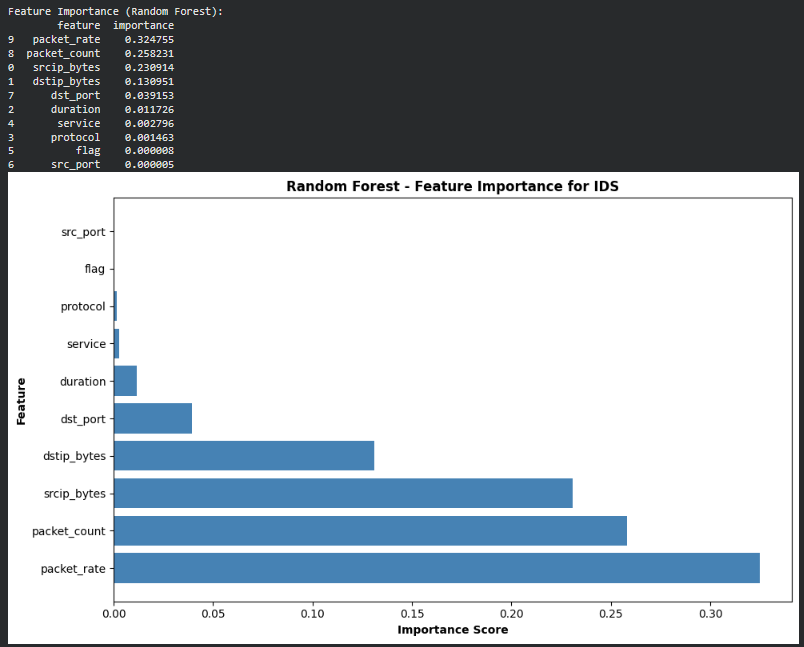 Feature Importance (Random Forest):
feature importance
9 packet_rate 0.324755
8 packet_count 0.258231
0 srcip_bytes 0.230914
1 dstip_bytes 0.130951
7 dst_port 0.039153
2 duration 0.011726
4 service 0.002796
3 protocol 0.001463
5 flag 0.000008
6 src_port 0.000005
Random Forest - Feature Importance for IDS
src_port
flag
protocol
service
duration
dst_port
dstip_bytes
srcip_bytes
packet_count
packet_rate
Feature
0.00 0.05 0.10 0.15 0.20 0.25 0.30
Importance Score